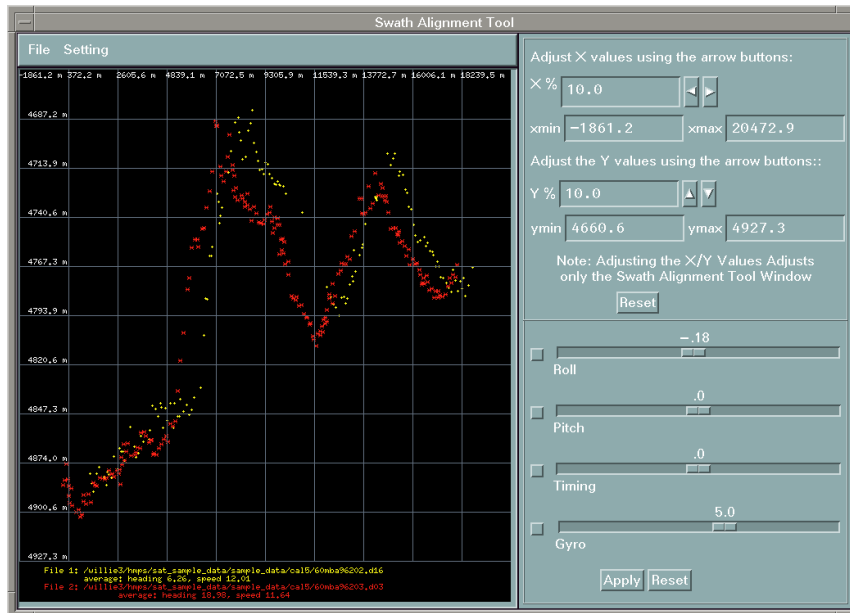 Swath Alignment Tool
File Setting
-1861.2 m 372.2 m 2605.6 m 4839.1 m 7072.5 m 9305.9 m 11539.3 m 13772.7 m 16006.1 m 18239.5 m
4687.2 m
4713.9 m
4740.6 m
4767.3 m
4793.9 m
4820.6 m
4847.3 m
4874.0 m
4900.6 m
4927.3 m
File 1: /willie3/hmps/sat_sample_data/sample_data/cal5/60mba96202.d16
average: heading 6.26, speed 12.01
File 2: /willie3/hmps/sat_sample_data/sample_data/cal5/60mba96203.d03
average: heading 18.98, speed 11.64
Adjust X values using the arrow buttons:
X % 10.0
xmin -1861.2 xmax 20472.9
Adjust the Y values using the arrow buttons::
Y % 10.0
ymin 4660.6 ymax 4927.3
Note: Adjusting the X/Y Values Adjusts
only the Swath Alignment Tool Window
Reset
-.18
Roll
.0
Pitch
.0
Timing
5.0
Gyro
Apply Reset